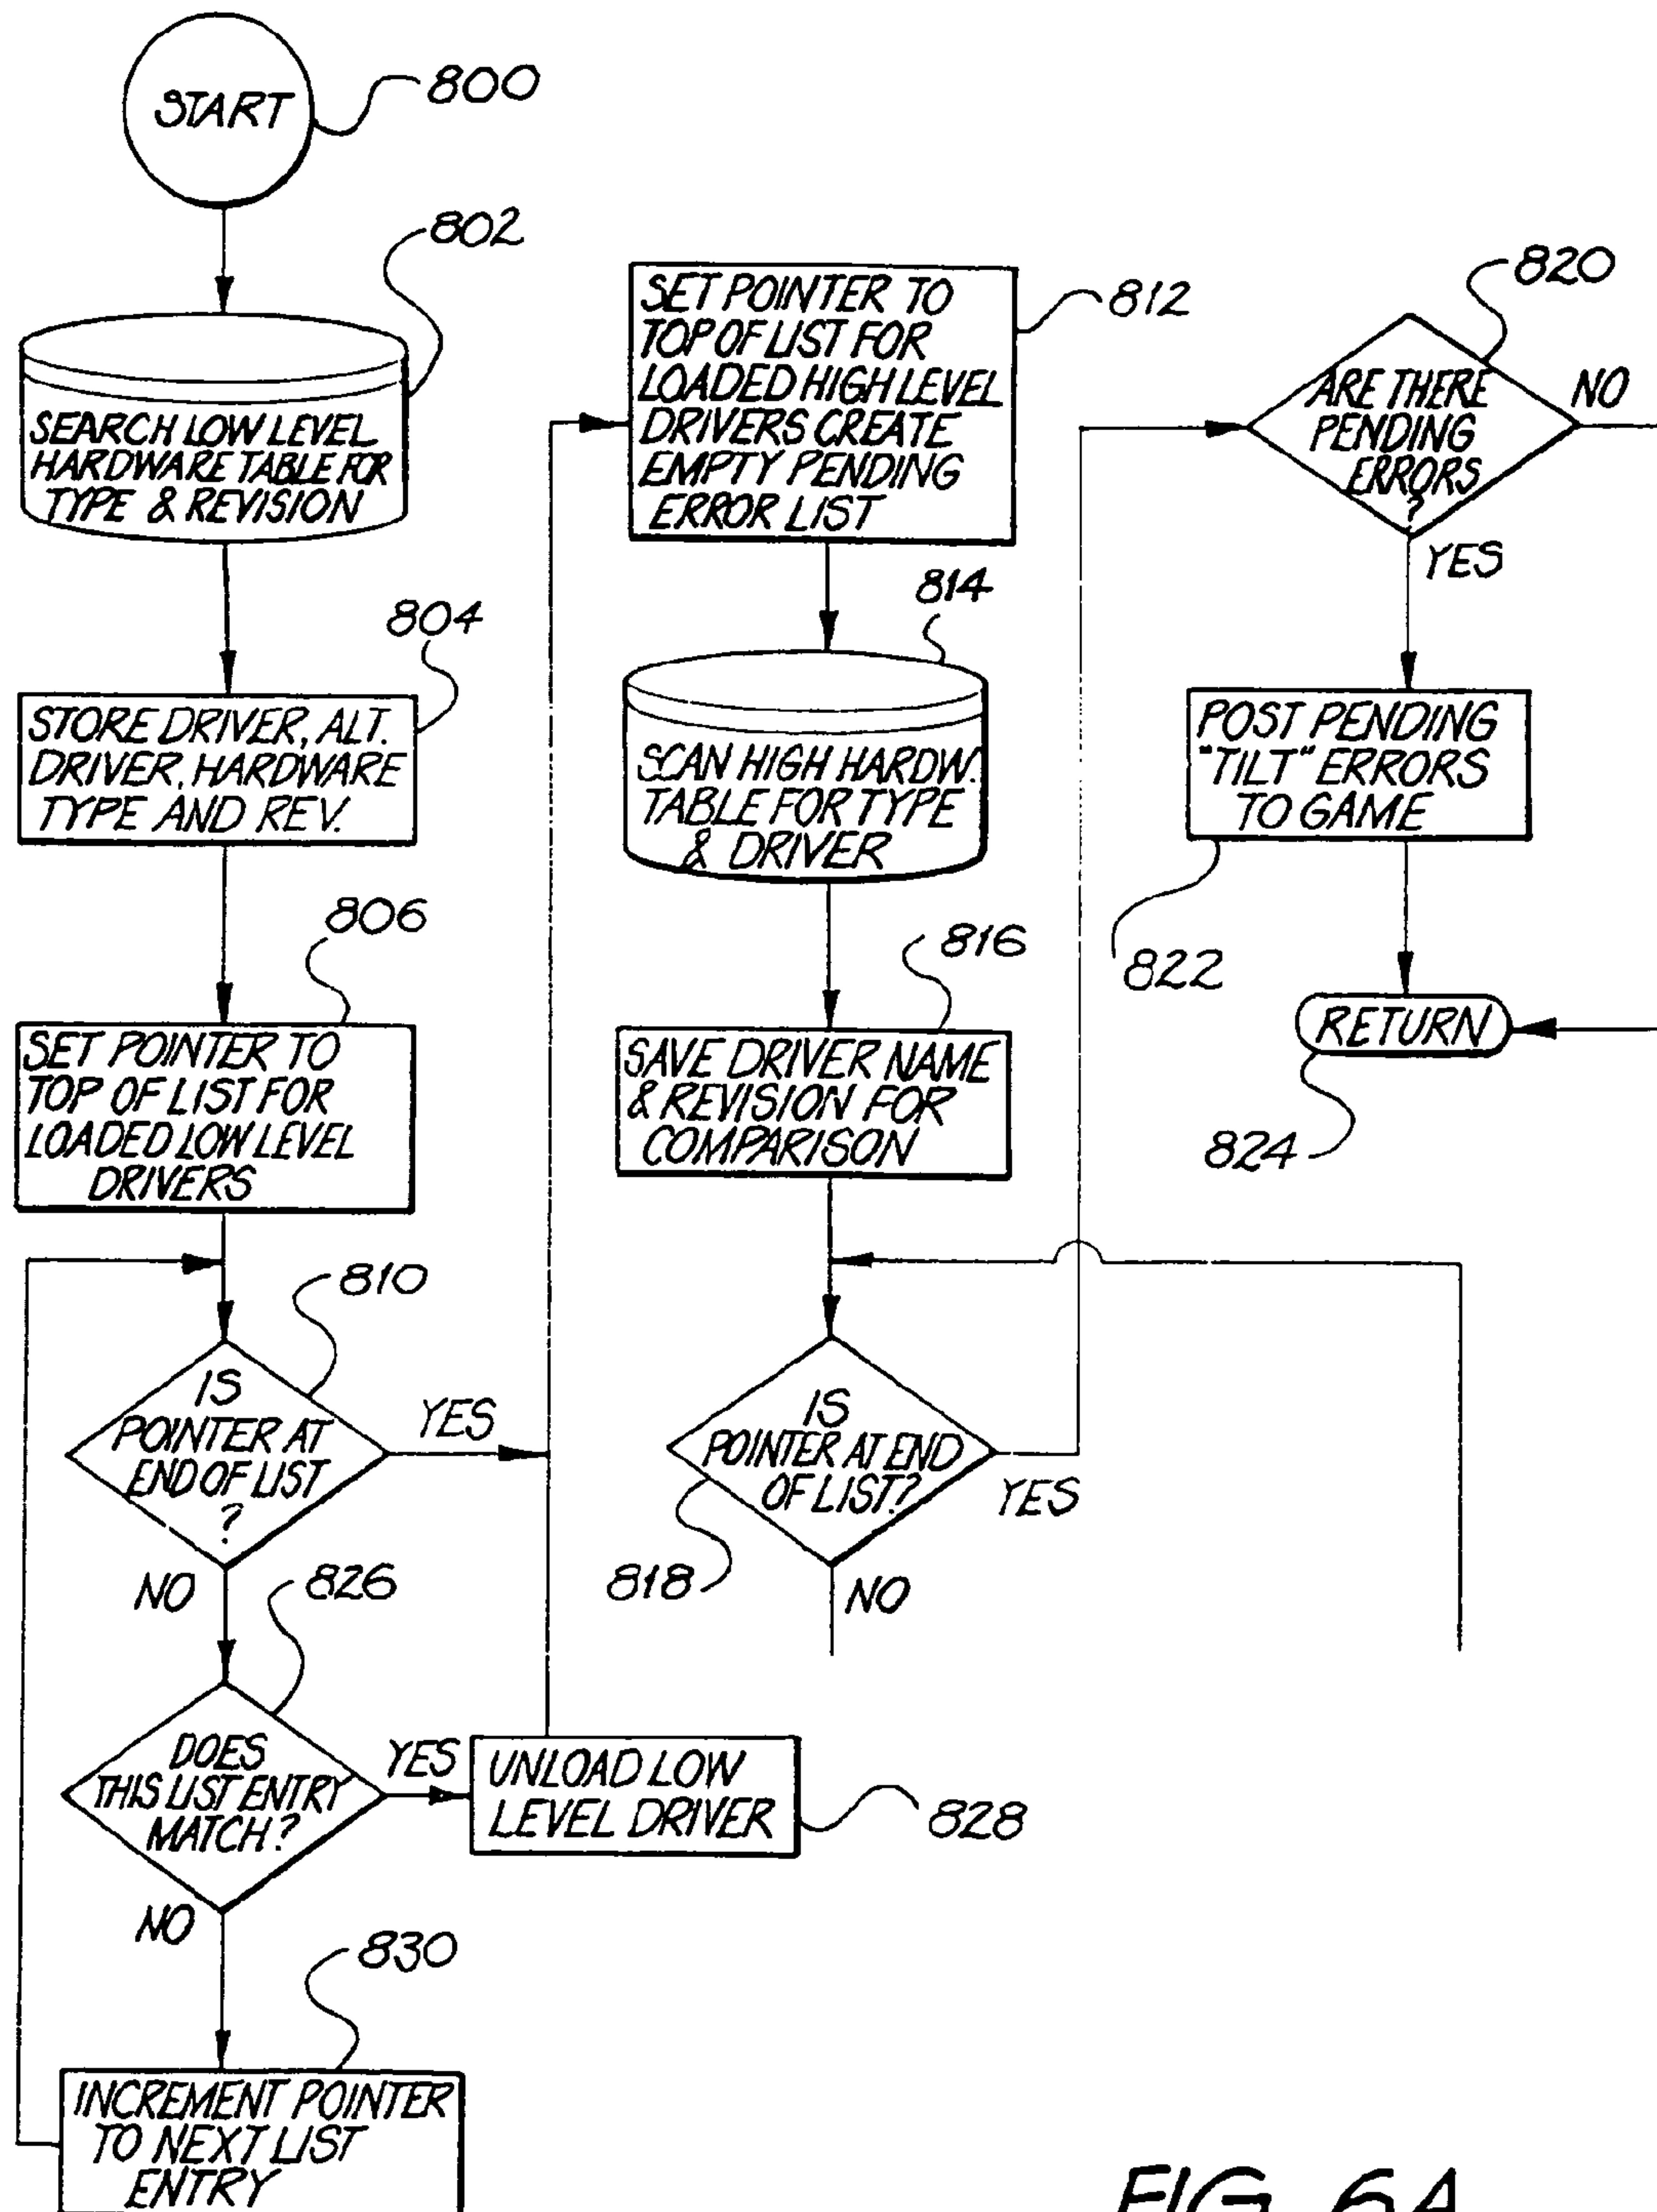 START
800
802
SEARCH LOW LEVEL
HARDWARE TABLE FOR
TYPE & REVISION
804
STORE DRIVER, ALT.
DRIVER, HARDWARE
TYPE AND REV.
806
SET POINTER TO
TOP OF LIST FOR
LOADED LOW LEVEL
DRIVERS
810
IS
POINTER AT
END OF LIST
?
YES
NO
826
DOES
THIS LIST ENTRY
MATCH?
YES
UNLOAD LOW
LEVEL DRIVER
828
NO
830
INCREMENT POINTER
TO NEXT LIST
ENTRY
SET POINTER TO
TOP OF LIST FOR
LOADED HIGH LEVEL
DRIVERS CREATE
EMPTY PENDING
ERROR LIST
812
814
SCAN HIGH HARDW.
TABLE FOR TYPE
& DRIVER
816
SAVE DRIVER NAME
& REVISION FOR
COMPARISON
IS
POINTER AT END
OF LIST?
YES
818
NO
820
ARE THERE
PENDING
ERRORS
?
NO
YES
POST PENDING
"TILT" ERRORS
TO GAME
822
RETURN
824
FIG. 6A